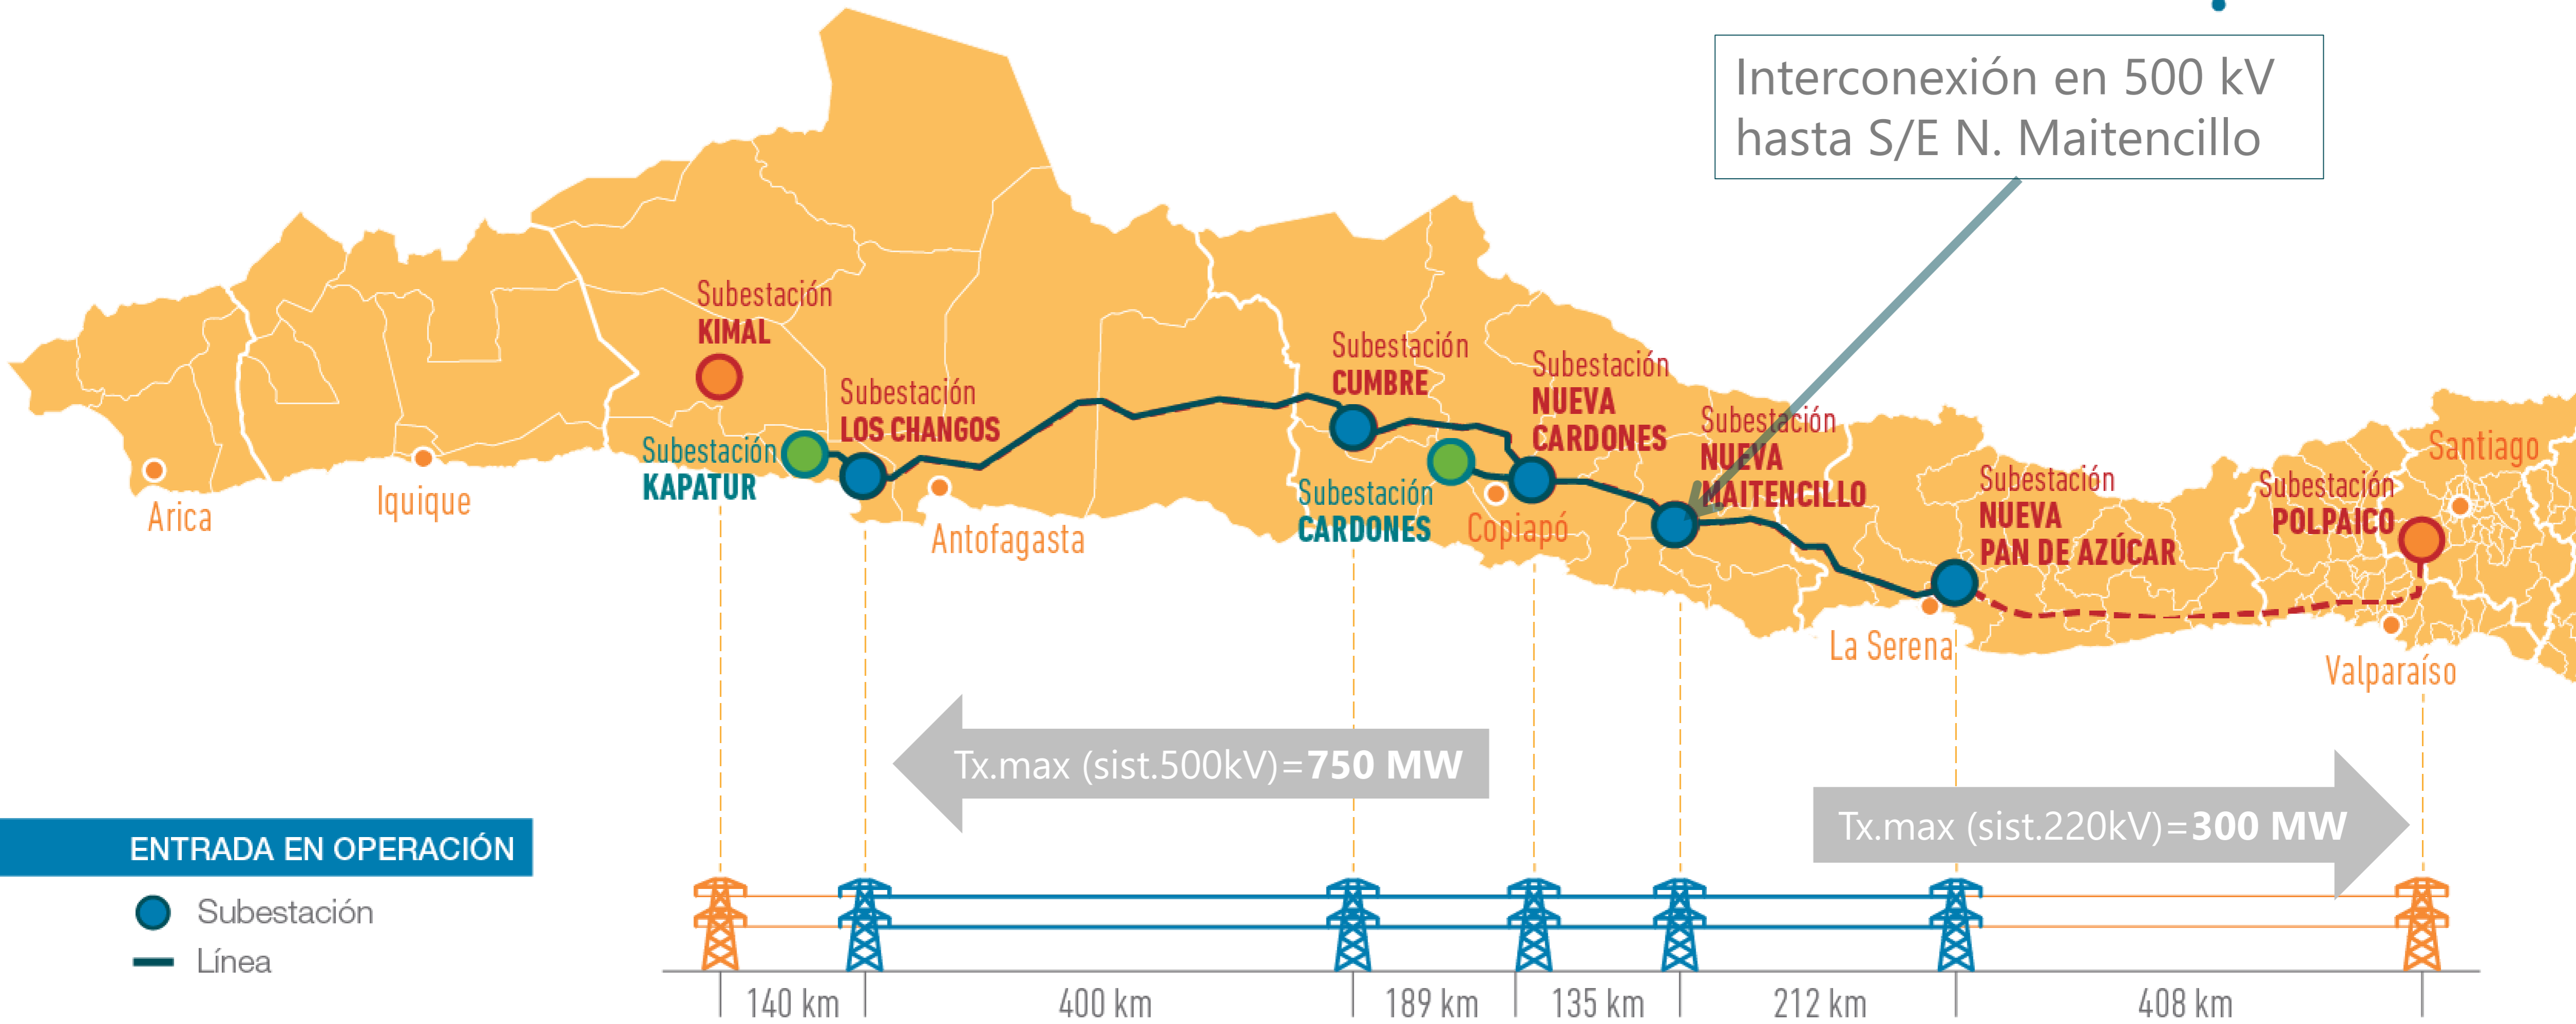 Interconexión en 500 kV
hasta S/E N. Maitencillo
Subestación
KIMAL
Subestación
LOS CHANGOS
Subestación
KAPATUR
Subestación
CUMBRE
Subestación
NUEVA
CARDONES
Subestación
CARDONES
Subestación
NUEVA
MAITENCILLO
Subestación
NUEVA
PAN DE AZÚCAR
Subestación
POLPAICO
Santiago
Arica
Iquique
Antofagasta
Copiapó
La Serena
Valparaíso
Tx.max (sist.500kV)=750 MW
Tx.max (sist.220kV)=300 MW
ENTRADA EN OPERACIÓN
Subestación
Línea
140 km
400 km
189 km
135 km
212 km
408 km